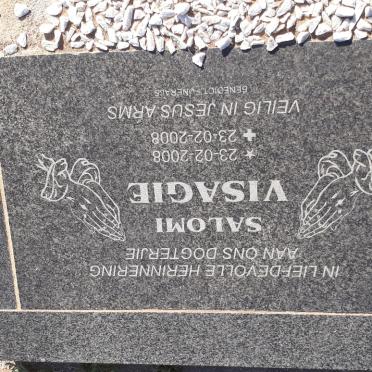 IN LIEFDEVOLLE HERINNERING
AAN ONS DOGTERJIE
SALOMI
VISAGIE
★ 23-02-2008
✚ 23-02-2008
VEILIG IN JESUS ARMS
BENEDICT FUNERALS